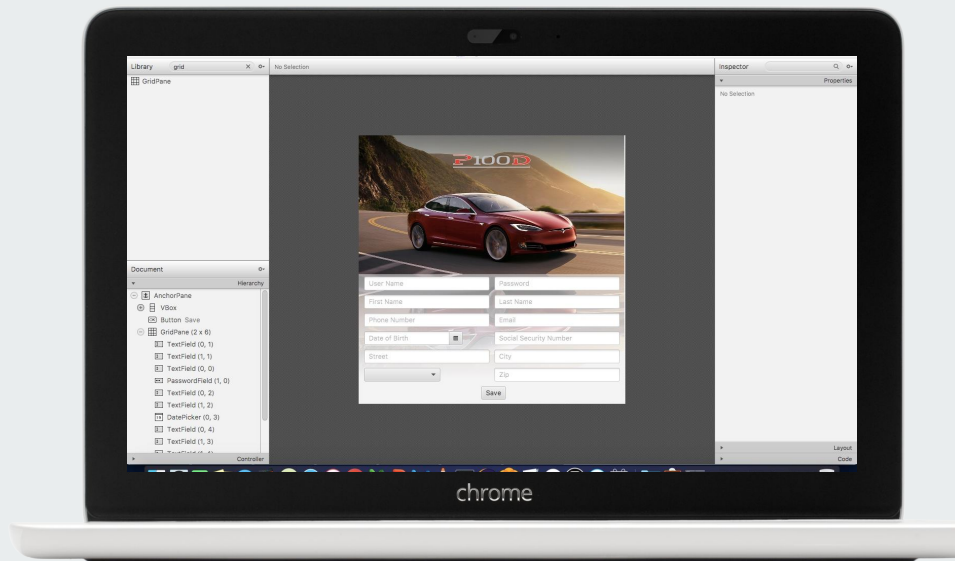 Library grid
No Selection
Inspector
GridPane
Properties
No Selection
P100D
Document
Hierarchy
AnchorPane
VBox
Button Save
GridPane (2 x 6)
TextField (0, 1)
TextField (1, 1)
TextField (0, 0)
PasswordField (1, 0)
TextField (0, 2)
TextField (1, 2)
DatePicker (0, 3)
TextField (0, 4)
TextField (1, 3)
Controller
User Name Password
First Name Last Name
Phone Number Email
Date of Birth Social Security Number
Street City
Zip
Save
Layout
Code
chrome